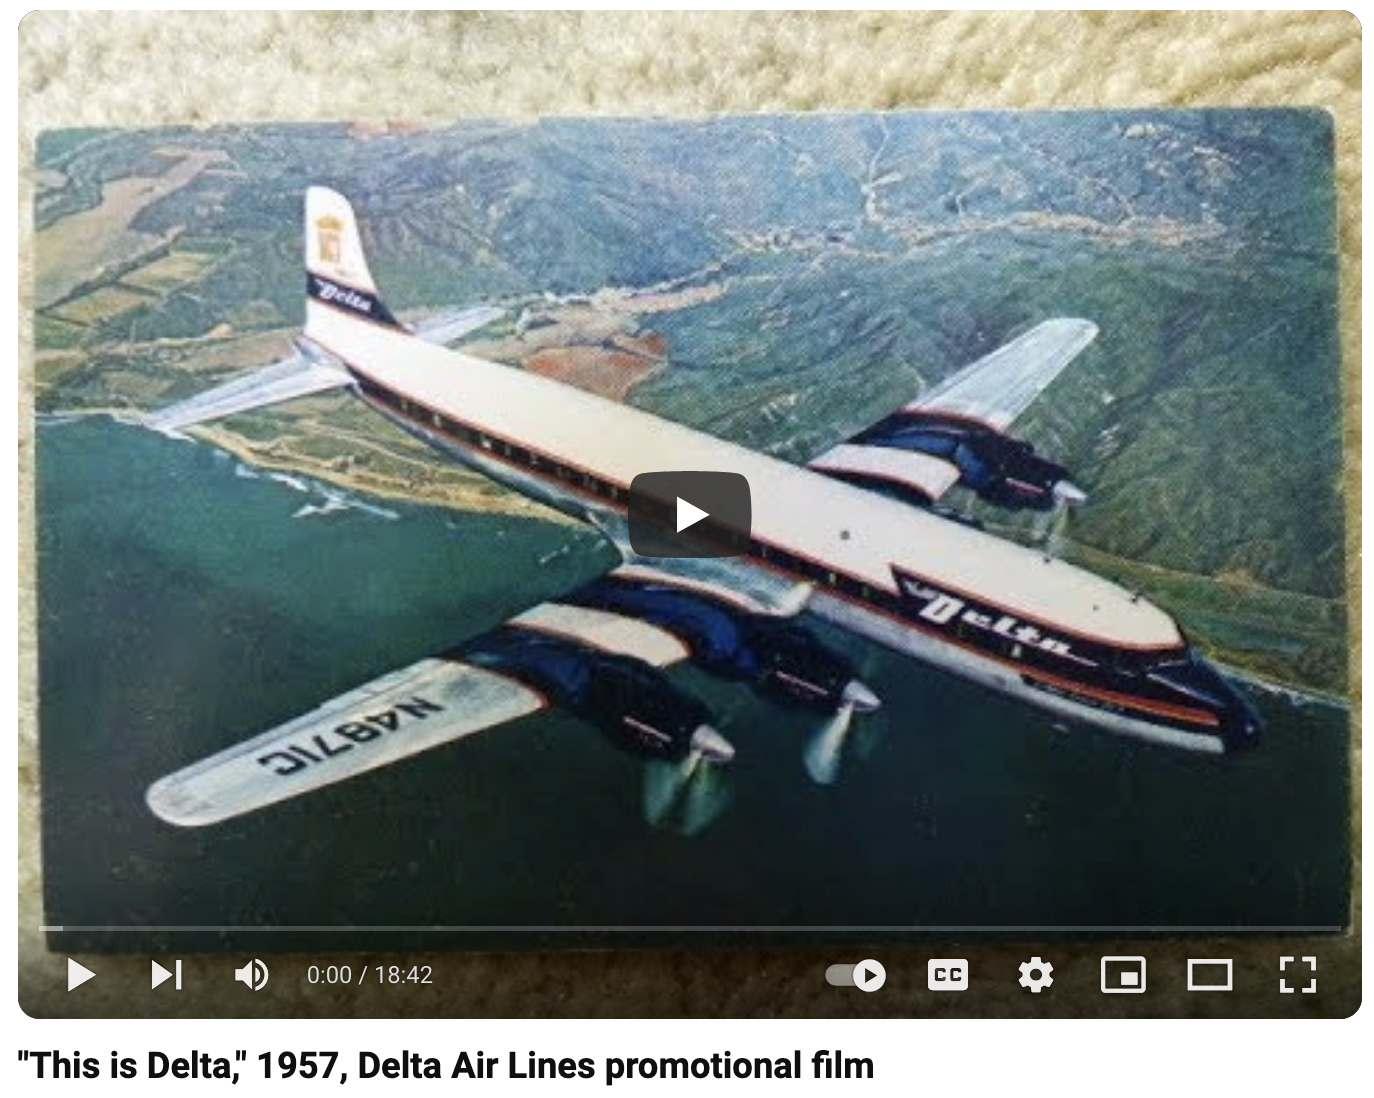 Delta
Delta
N4871C
0:00 / 18:42
CC
"This is Delta," 1957, Delta Air Lines promotional film